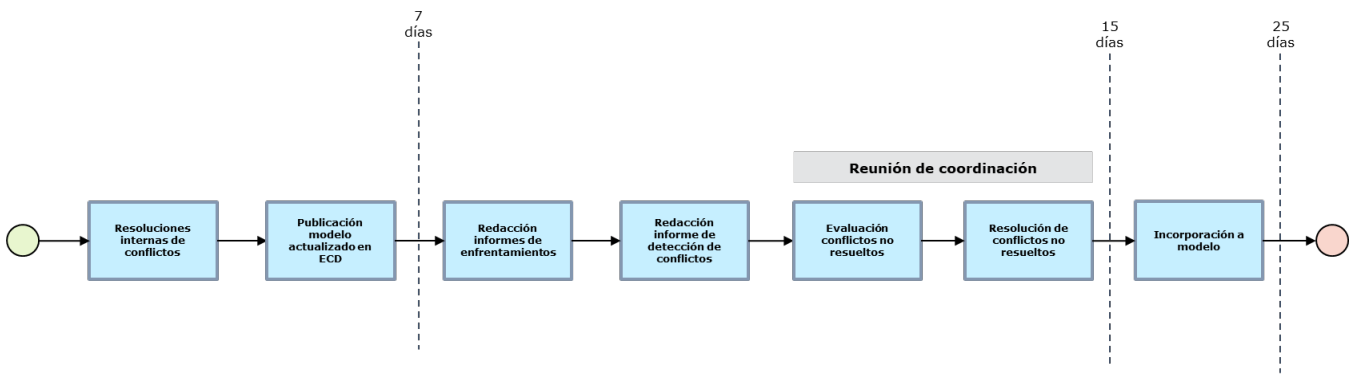 7
días
15
días
25
días
Reunión de coordinación
Resoluciones
internas de
conflictos
Publicación
modelo
actualizado en
ECD
Redacción
informes de
enfrentamientos
Redacción
informe de
detección de
conflictos
Evaluación
conflictos no
resueltos
Resolución de
conflictos no
resueltos
Incorporación a
modelo